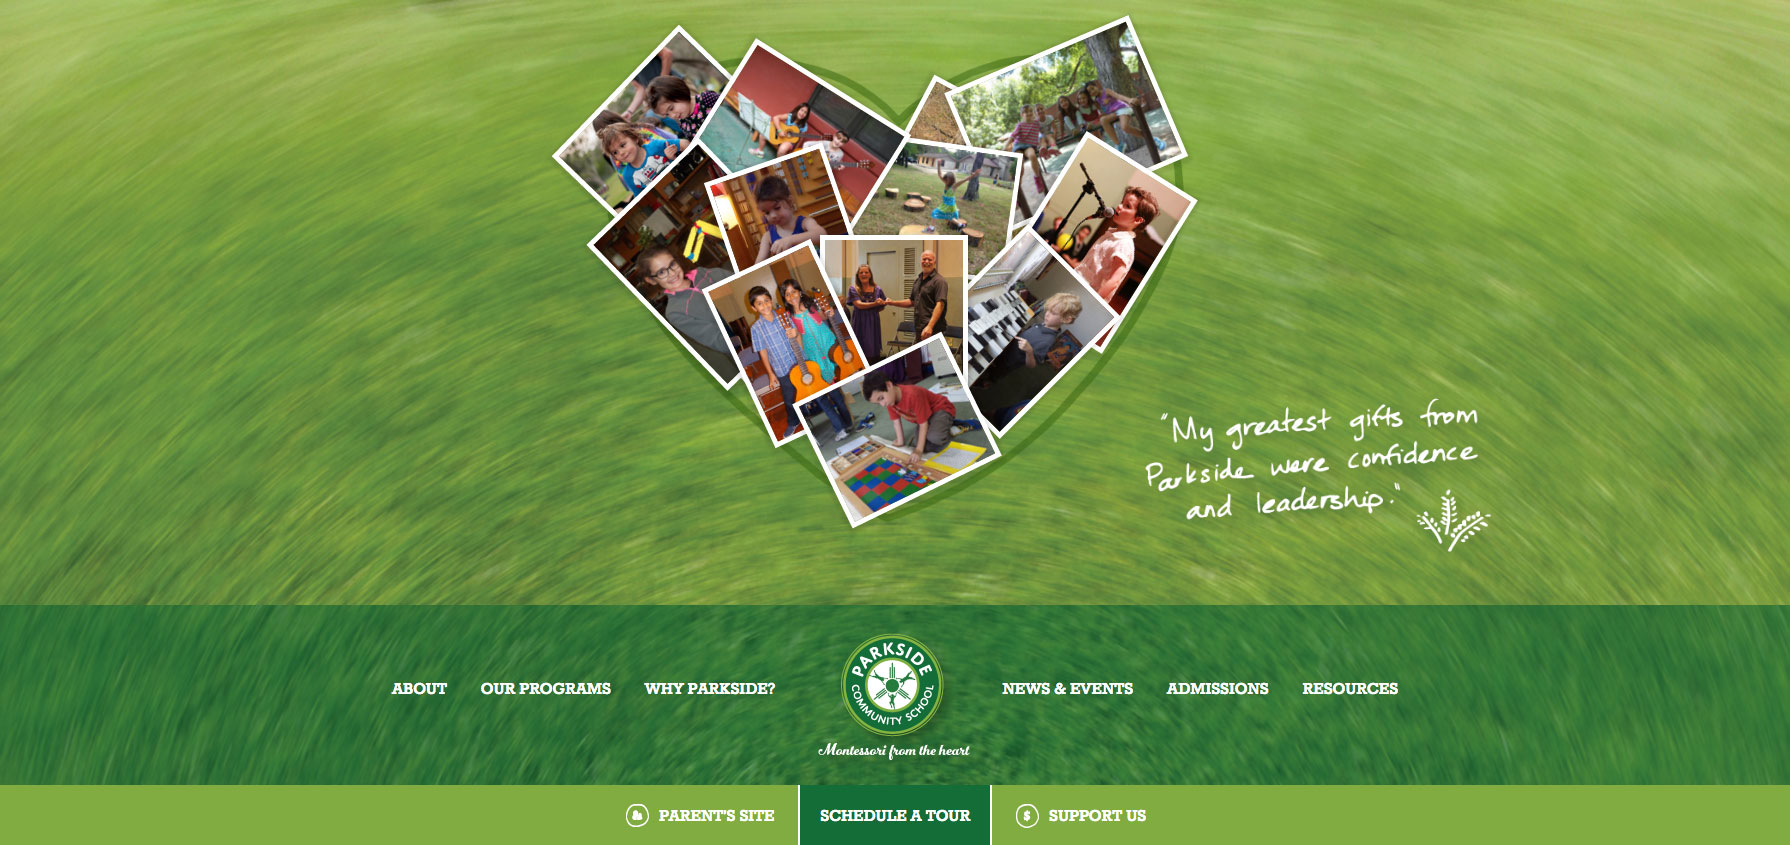 "My greatest gifts from
Parkside were confidence
and leadership."
ABOUT
OUR PROGRAMS
WHY PARKSIDE?
PARKSIDE
COMMUNITY SCHOOL
Montessori from the heart
NEWS & EVENTS
ADMISSIONS
RESOURCES
PARENT'S SITE
SCHEDULE A TOUR
$
SUPPORT US